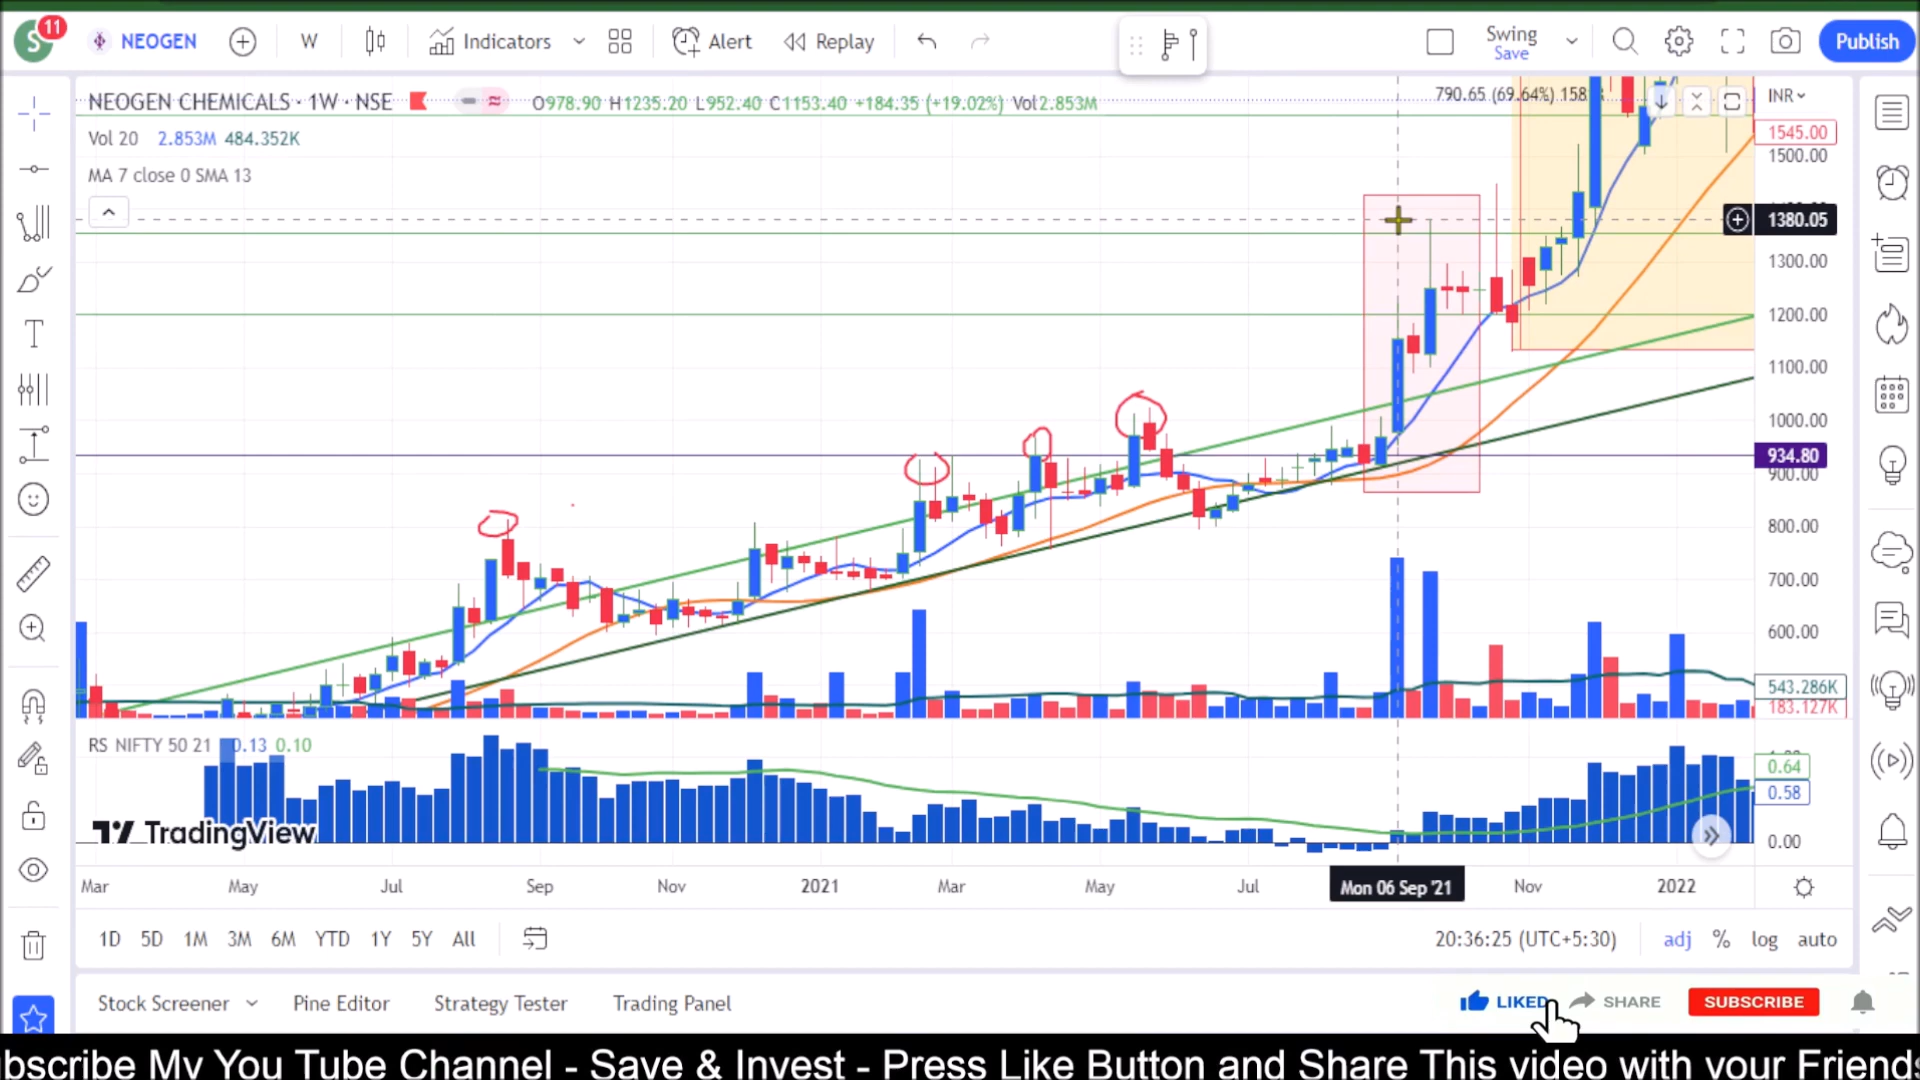 S 11 NEOGEN W Indicators Alert Replay Swing Save Publish
NEOGEN CHEMICALS · 1W · NSE O978.90 H1235.20 L952.40 C1153.40 +184.35 (+19.02%) Vol2.853M 790.65 (69.64%) INR
Vol 20 2.853M 484.352K
MA 7 close 0 SMA 13
1545.00
1500.00
1380.05
1300.00
1200.00
1100.00
1000.00
934.80
900.00
800.00
700.00
600.00
543.286K
183.127K
RS NIFTY 50 21 0.13 0.10
0.64
0.58
0.00
TradingView
Mar May Jul Sep Nov 2021 Mar May Jul Mon 06 Sep '21 Nov 2022
1D 5D 1M 3M 6M YTD 1Y 5Y All 20:36:25 (UTC+5:30) adj % log auto
Stock Screener Pine Editor Strategy Tester Trading Panel LIKED SHARE SUBSCRIBE
bscribe My You Tube Channel - Save & Invest - Press Like Button and Share This video with your Friends